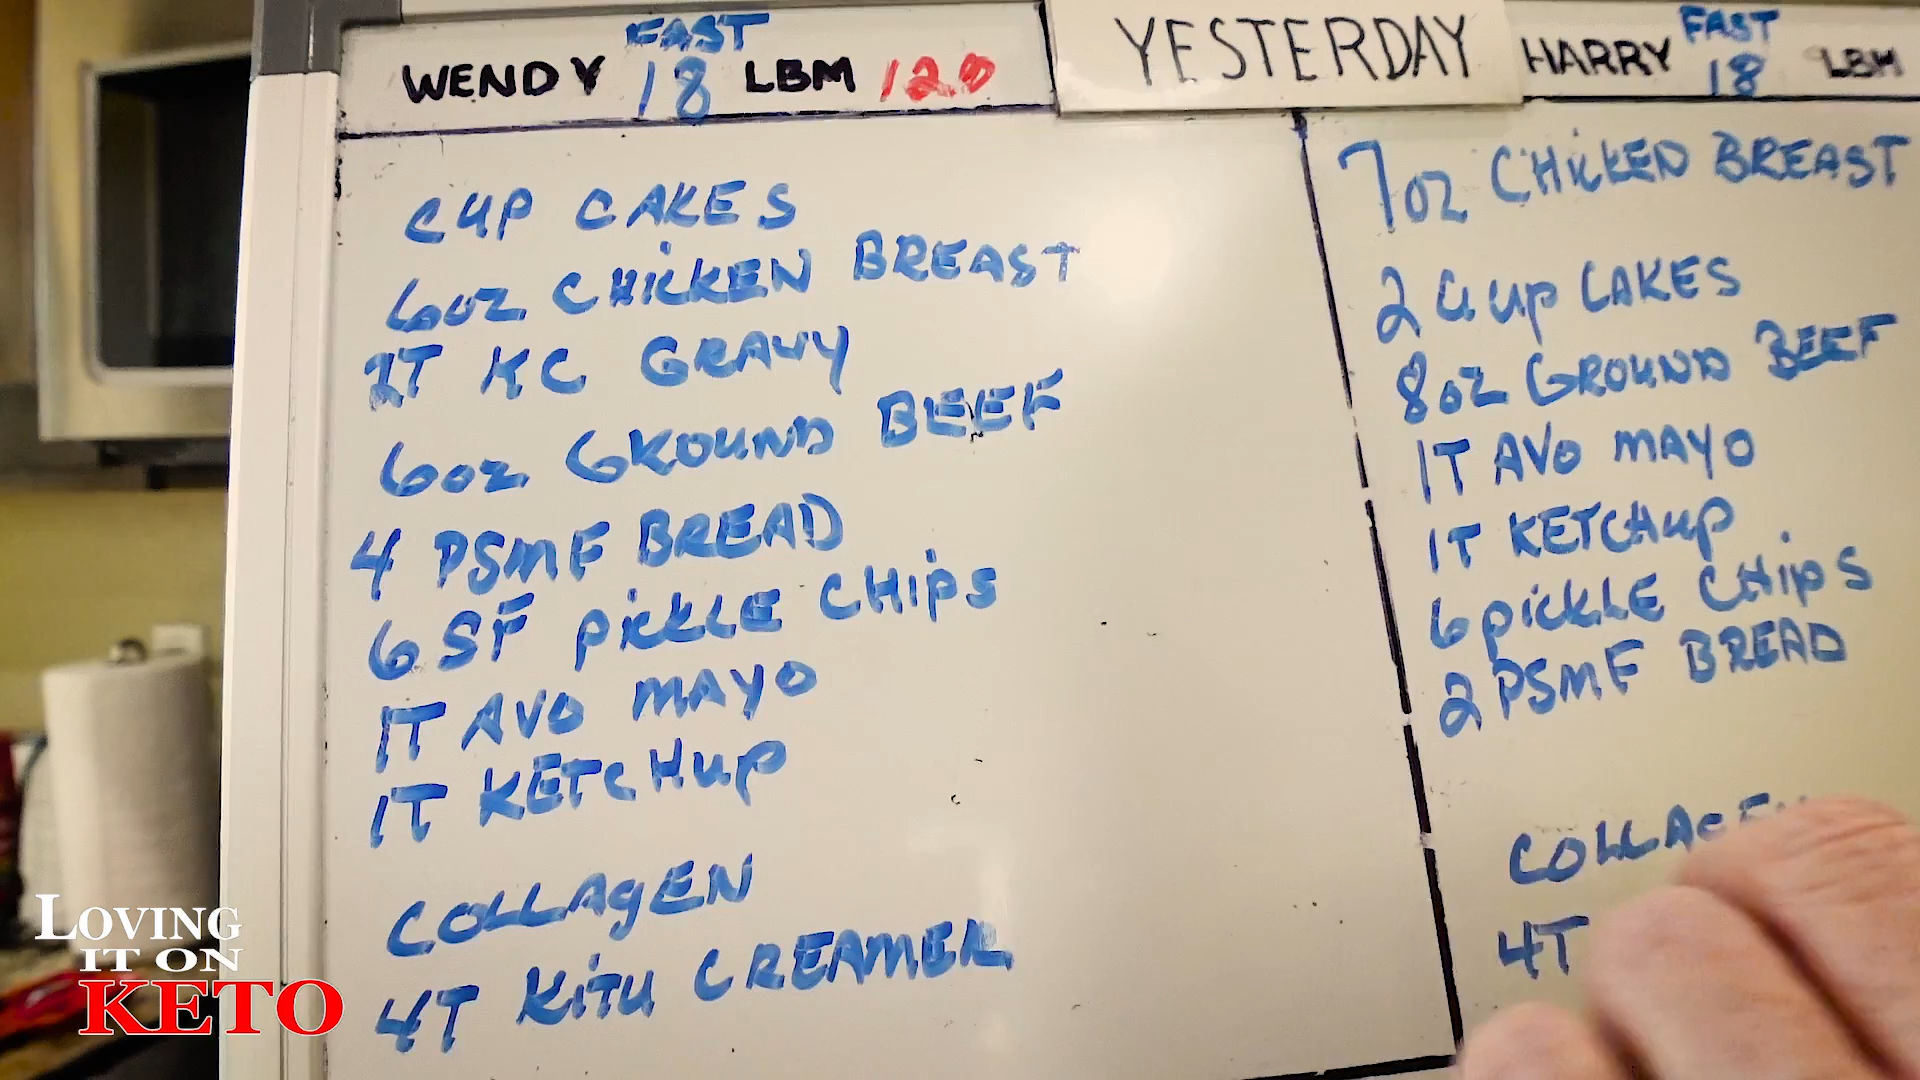 WENDY FAST 18 LBM 120
CUP CAKES
6oz CHICKEN BREAST
2T KC GRAVY
6oz GROUND BEEF
4 PSMF BREAD
6 SF PICKLE CHIPS
1T AVO MAYO
1T KETCHUP
COLLAGEN
4T KITU CREAMER
YESTERDAY
HARRY FAST 18 LBM
7oz CHICKEN BREAST
2 CUP CAKES
8oz GROUND BEEF
1T AVO MAYO
1T KETCHUP
6 PICKLE CHIPS
2 PSMF BREAD
4T
LOVING
IT ON
KETO